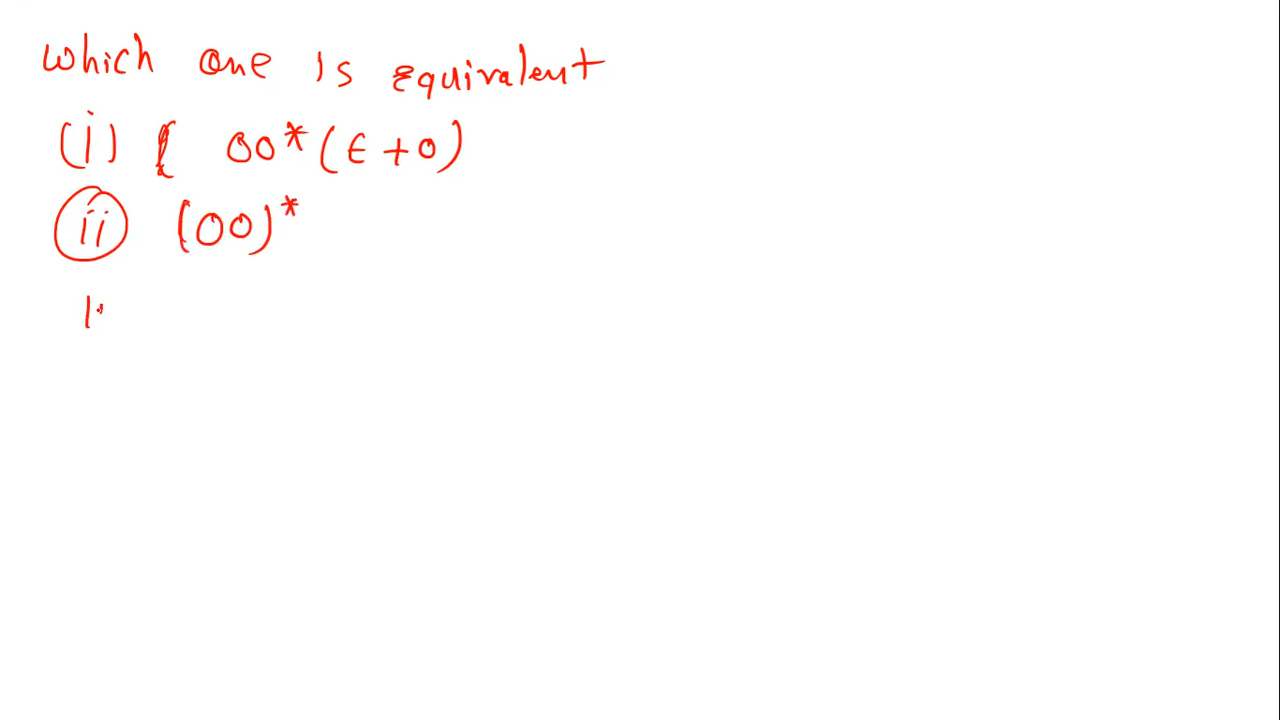 Which one is equivalent
(i) 00*(ϵ+0)
(ii) (00)*